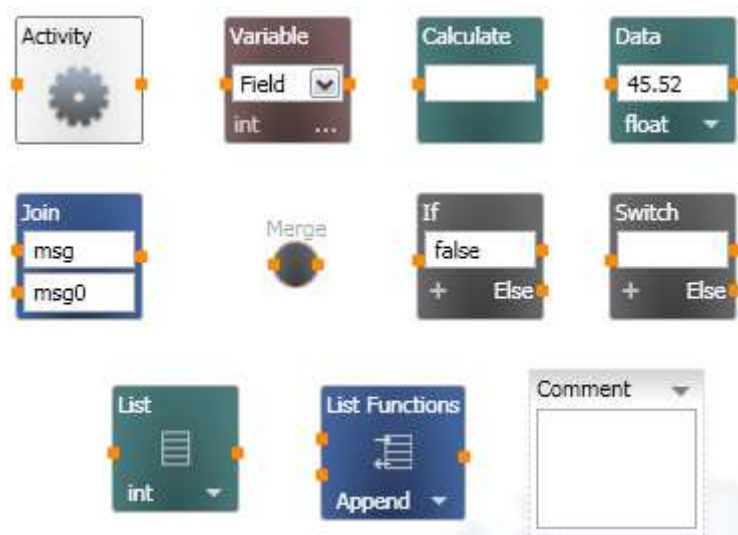 Activity
Variable
Field
int ...
Calculate
Data
45.52
float
Join
msg
msg0
Merge
If
false
+ Else
Switch
+ Else
List
int
List Functions
Append
Comment